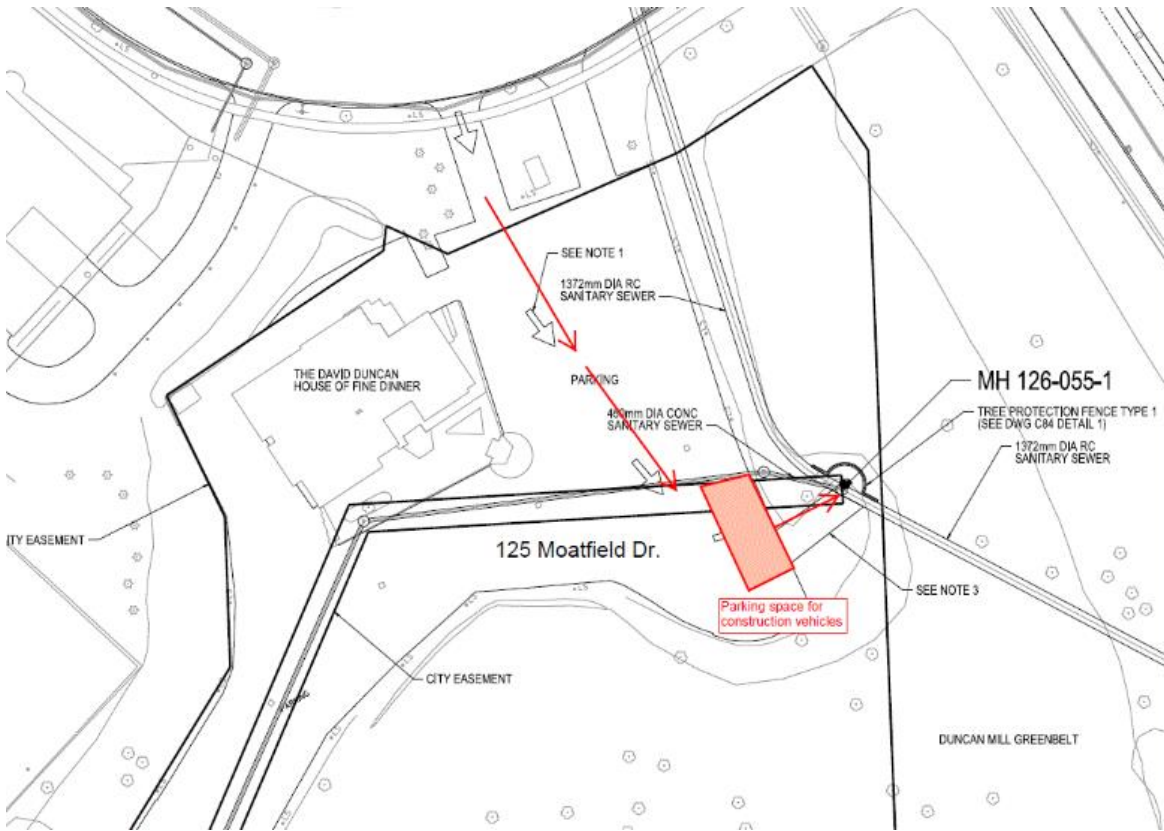 SEE NOTE 1
1372mm DIA RC
SANITARY SEWER
THE DAVID DUNCAN
HOUSE OF FINE DINNER
PARKING
MH 126-055-1
TREE PROTECTION FENCE TYPE 1
(SEE DWG C84 DETAIL 1)
DIA CONC
SANITARY SEWER
1372mm DIA RC
SANITARY SEWER
ITY EASEMENT
125 Moatfield Dr.
SEE NOTE 3
Parking space for
construction vehicles
CITY EASEMENT
PARKING
DUNCAN MILL GREENBELT